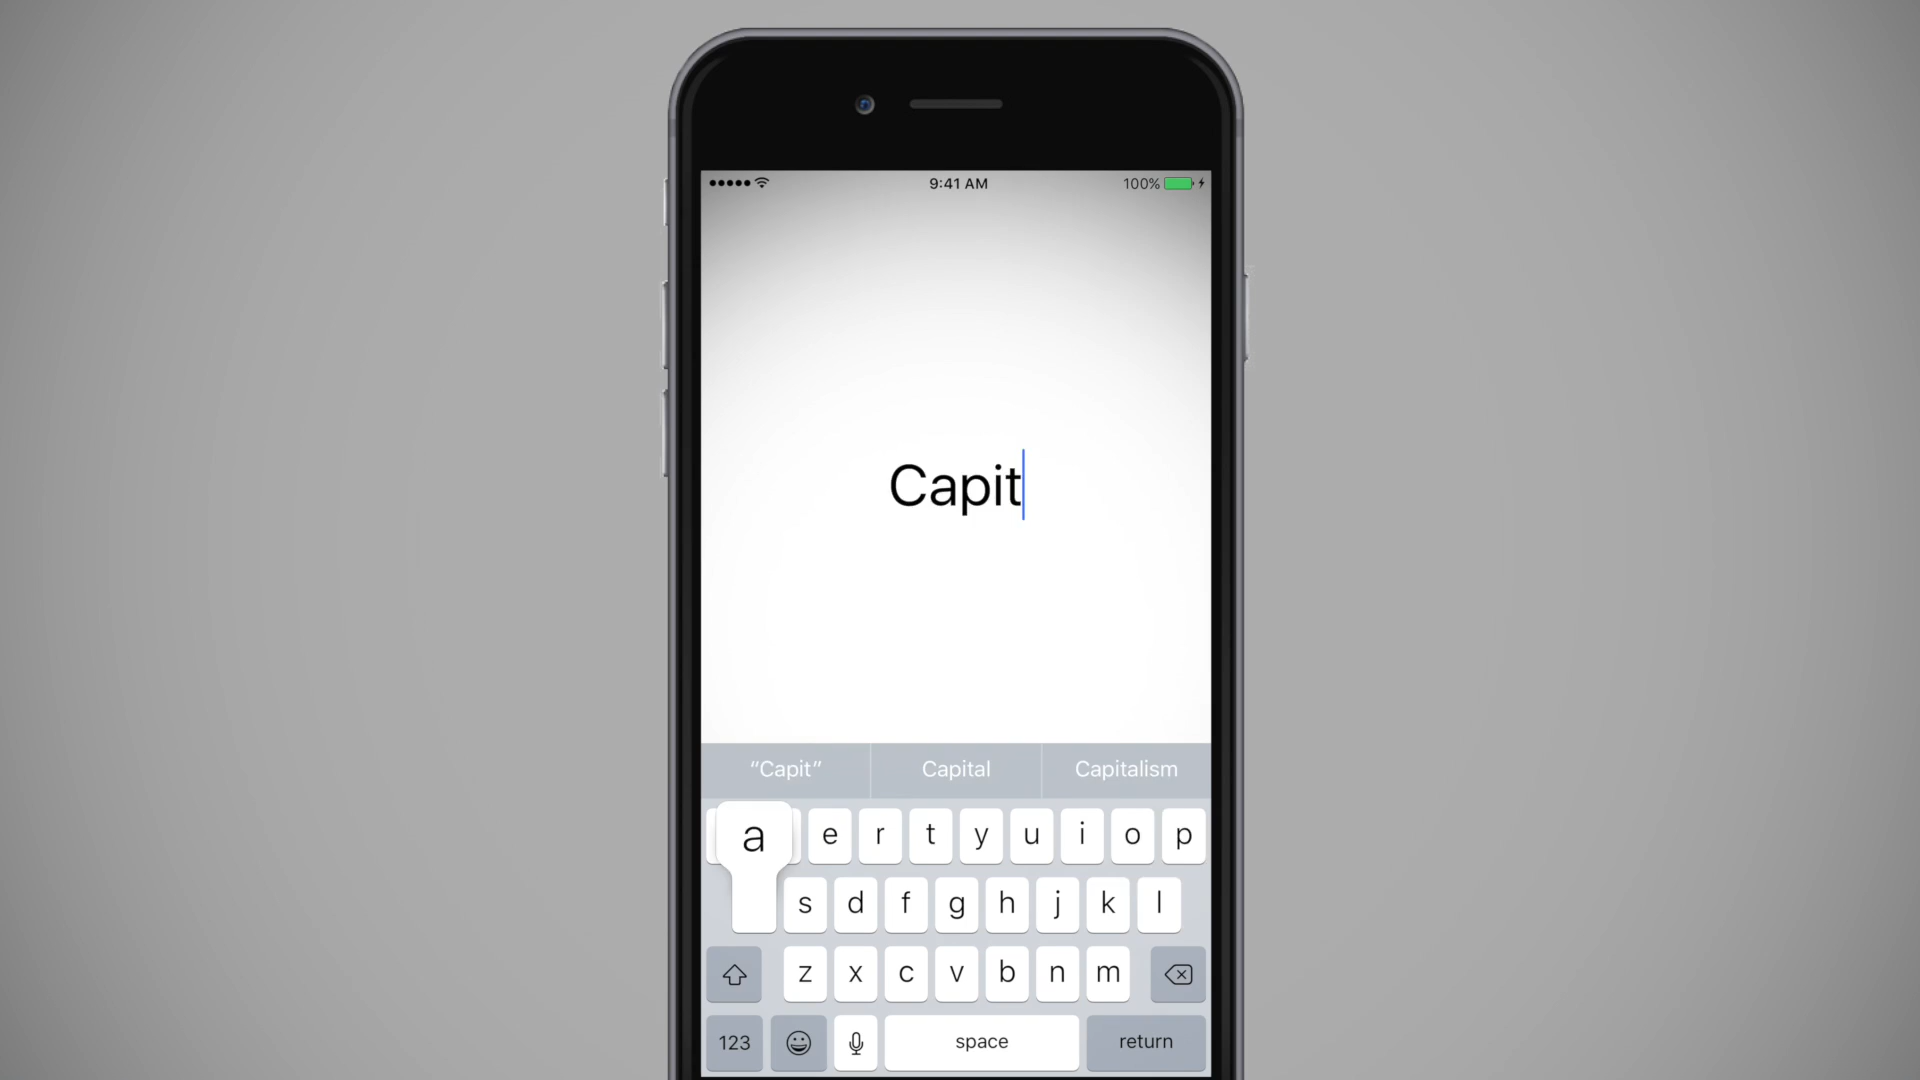 9:41 AM 100%
Capit
“Capit” Capital Capitalism
a e r t y u i o p
s d f g h j k l
z x c v b n m
123 space return